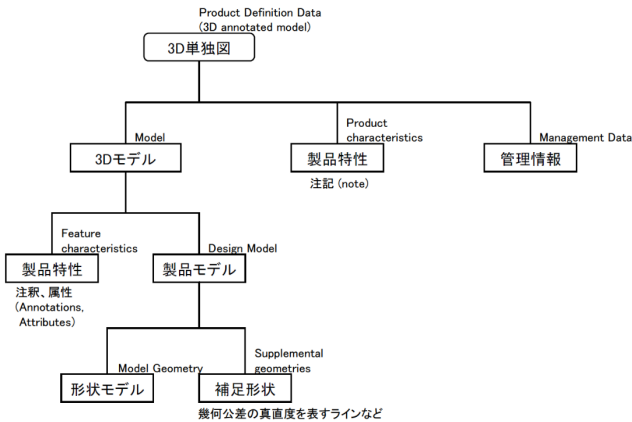 Product Definition Data
(3D annotated model)
3D単独図
Model
3Dモデル
Product
characteristics
製品特性
注記 (note)
Management Data
管理情報
Feature
characteristics
製品特性
注釈、属性
(Annotations,
Attributes)
Design Model
製品モデル
Model Geometry
形状モデル
Supplemental
geometries
補足形状
幾何公差の真直度を表すラインなど